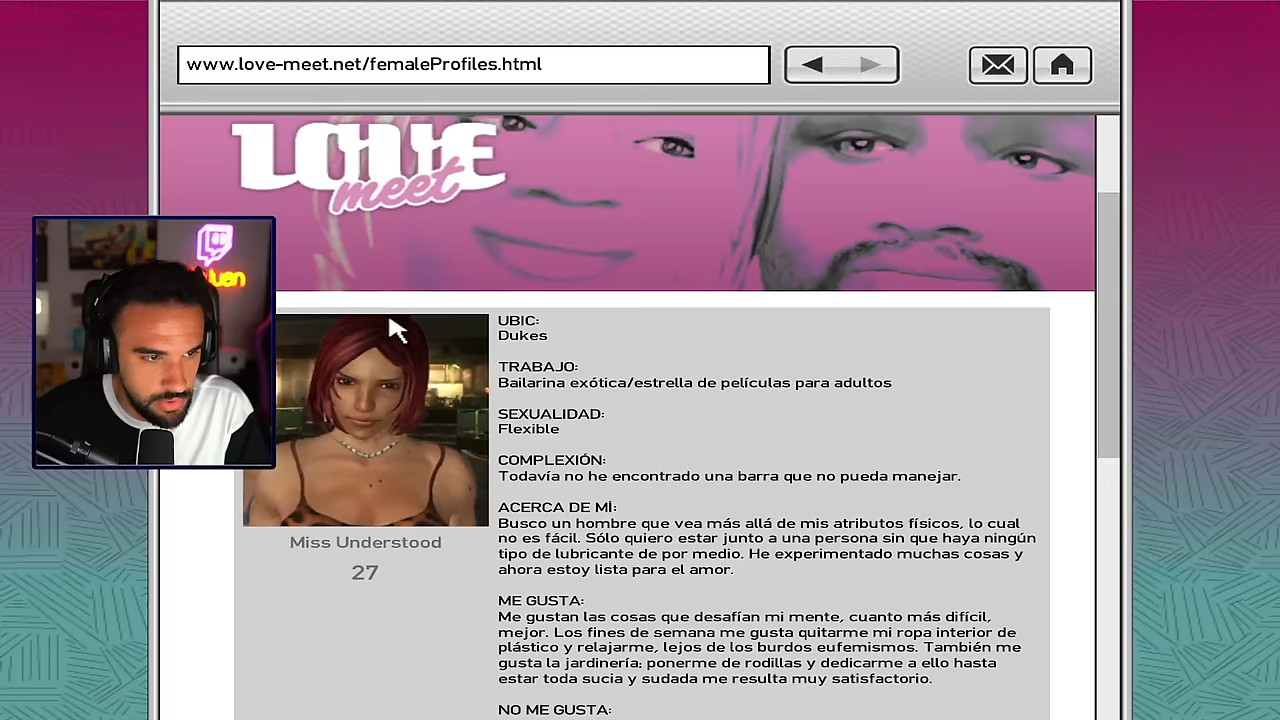 www.love-meet.net/femaleProfiles.html
LOVE
meet
UBIC:
Dukes
TRABAJO:
Bailarina exótica/estrella de películas para adultos
SEXUALIDAD:
Flexible
COMPLEXIÓN:
Todavía no he encontrado una barra que no pueda manejar.
ACERCA DE MÍ:
Busco un hombre que vea más allá de mis atributos físicos, lo cual
no es fácil. Sólo quiero estar junto a una persona sin que haya ningún
tipo de lubricante de por medio. He experimentado muchas cosas y
ahora estoy lista para el amor.
ME GUSTA:
Me gustan las cosas que desafían mi mente, cuanto más difícil,
mejor. Los fines de semana me gusta quitarme mi ropa interior de
plástico y relajarme, lejos de los burdos eufemismos. También me
gusta la jardinería; ponerme de rodillas y dedicarme a ello hasta
estar toda sucia y sudada me resulta muy satisfactorio.
NO ME GUSTA:
Miss Understood
27